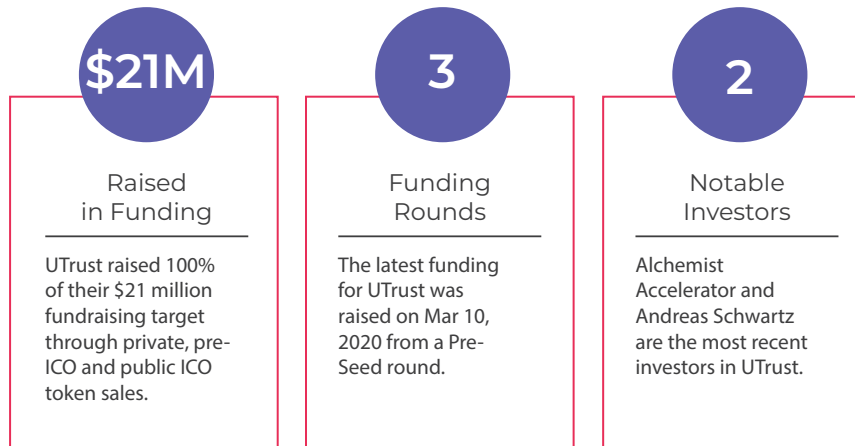 $21M
Raised
in Funding
UTrust raised 100%
of their $21 million
fundraising target
through private, pre-
ICO and public ICO
token sales.
3
Funding
Rounds
The latest funding
for UTrust was
raised on Mar 10,
2020 from a Pre-
Seed round.
2
Notable
Investors
Alchemist
Accelerator and
Andreas Schwartz
are the most recent
investors in UTrust.